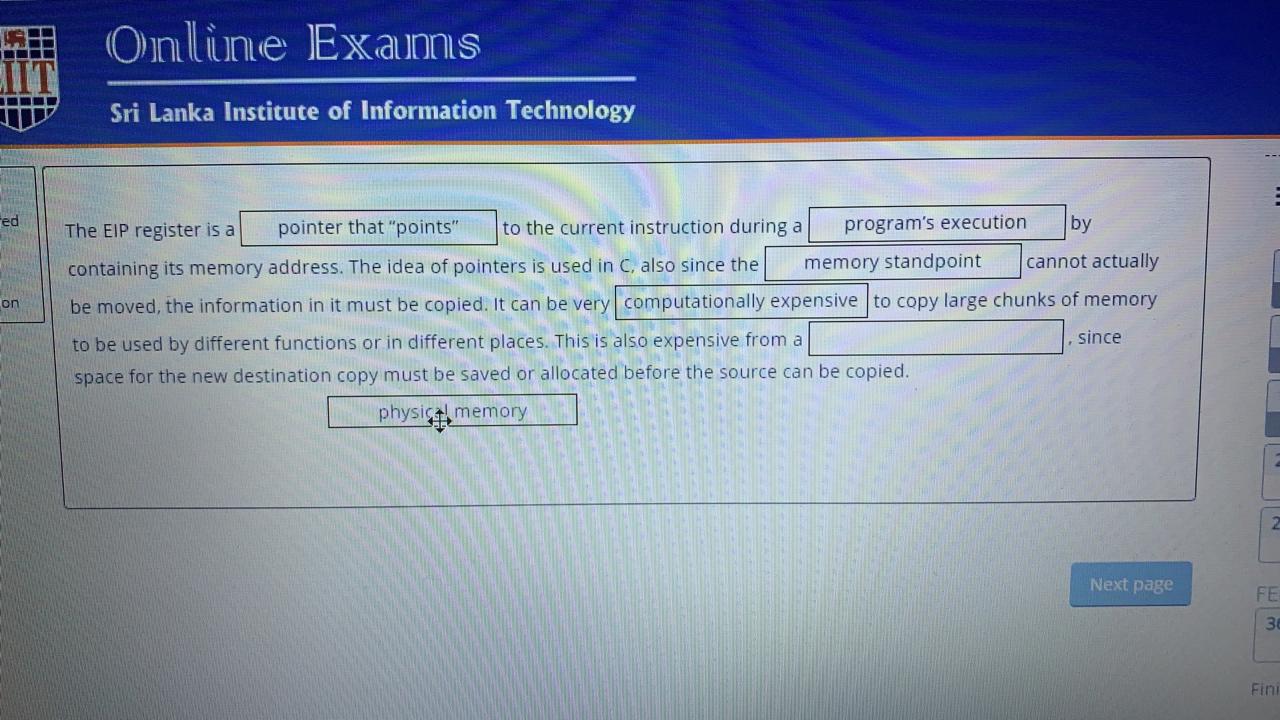 IIT
Online Exams
Sri Lanka Institute of Information Technology
ed
on
The EIP register is a pointer that “points” to the current instruction during a program's execution by
containing its memory address. The idea of pointers is used in C, also since the memory standpoint cannot actually
be moved, the information in it must be copied. It can be very computationally expensive to copy large chunks of memory
to be used by different functions or in different places. This is also expensive from a , since
space for the new destination copy must be saved or allocated before the source can be copied.
physical memory
2
2
Next page
FE
36
Fini